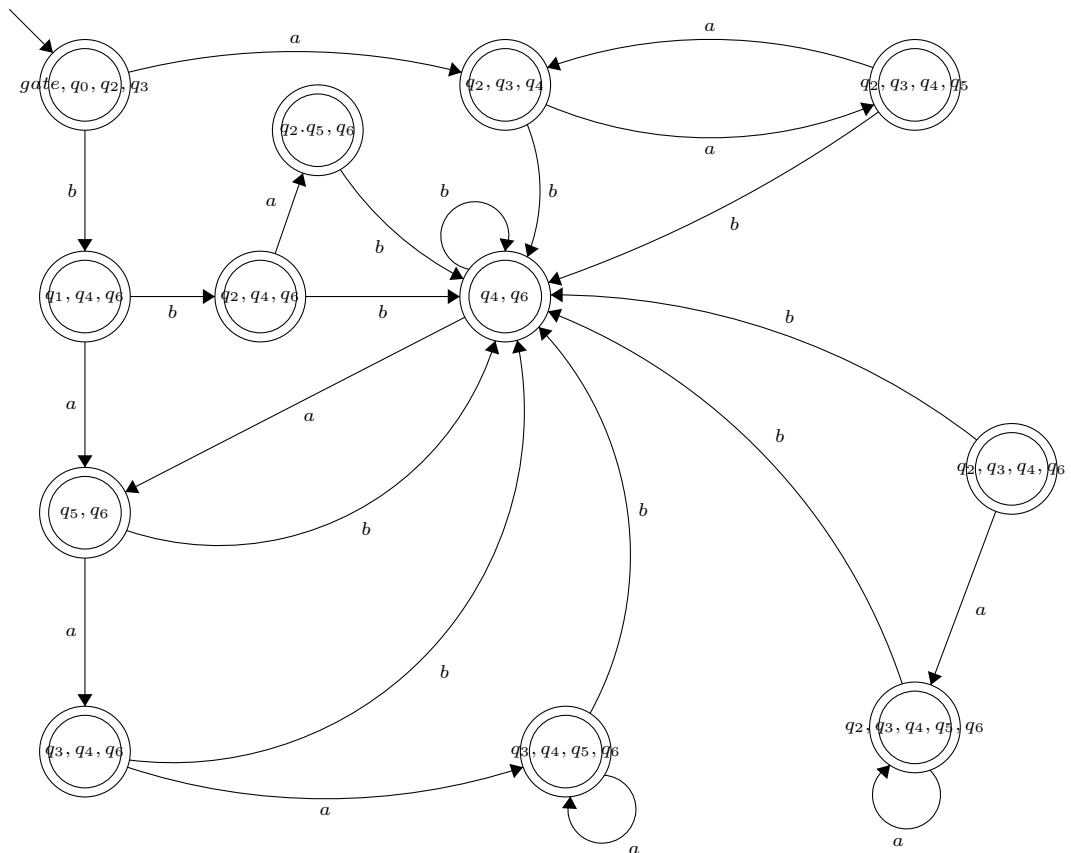 a
a
gate, q0, q2, q3
q2, q3, q4
q2, q3, q4, q5
q2.q5, q6
a
b
a
b
b
b
b
q1, q4, q6
q2, q4, q6
q4, q6
b
b
b
a
a
b
q2, q3, q4, q6
q5, q6
b
b
a
a
b
q2, q3, q4, q5, q6
q3, q4, q6
q3, q4, q5, q6
a
a
a